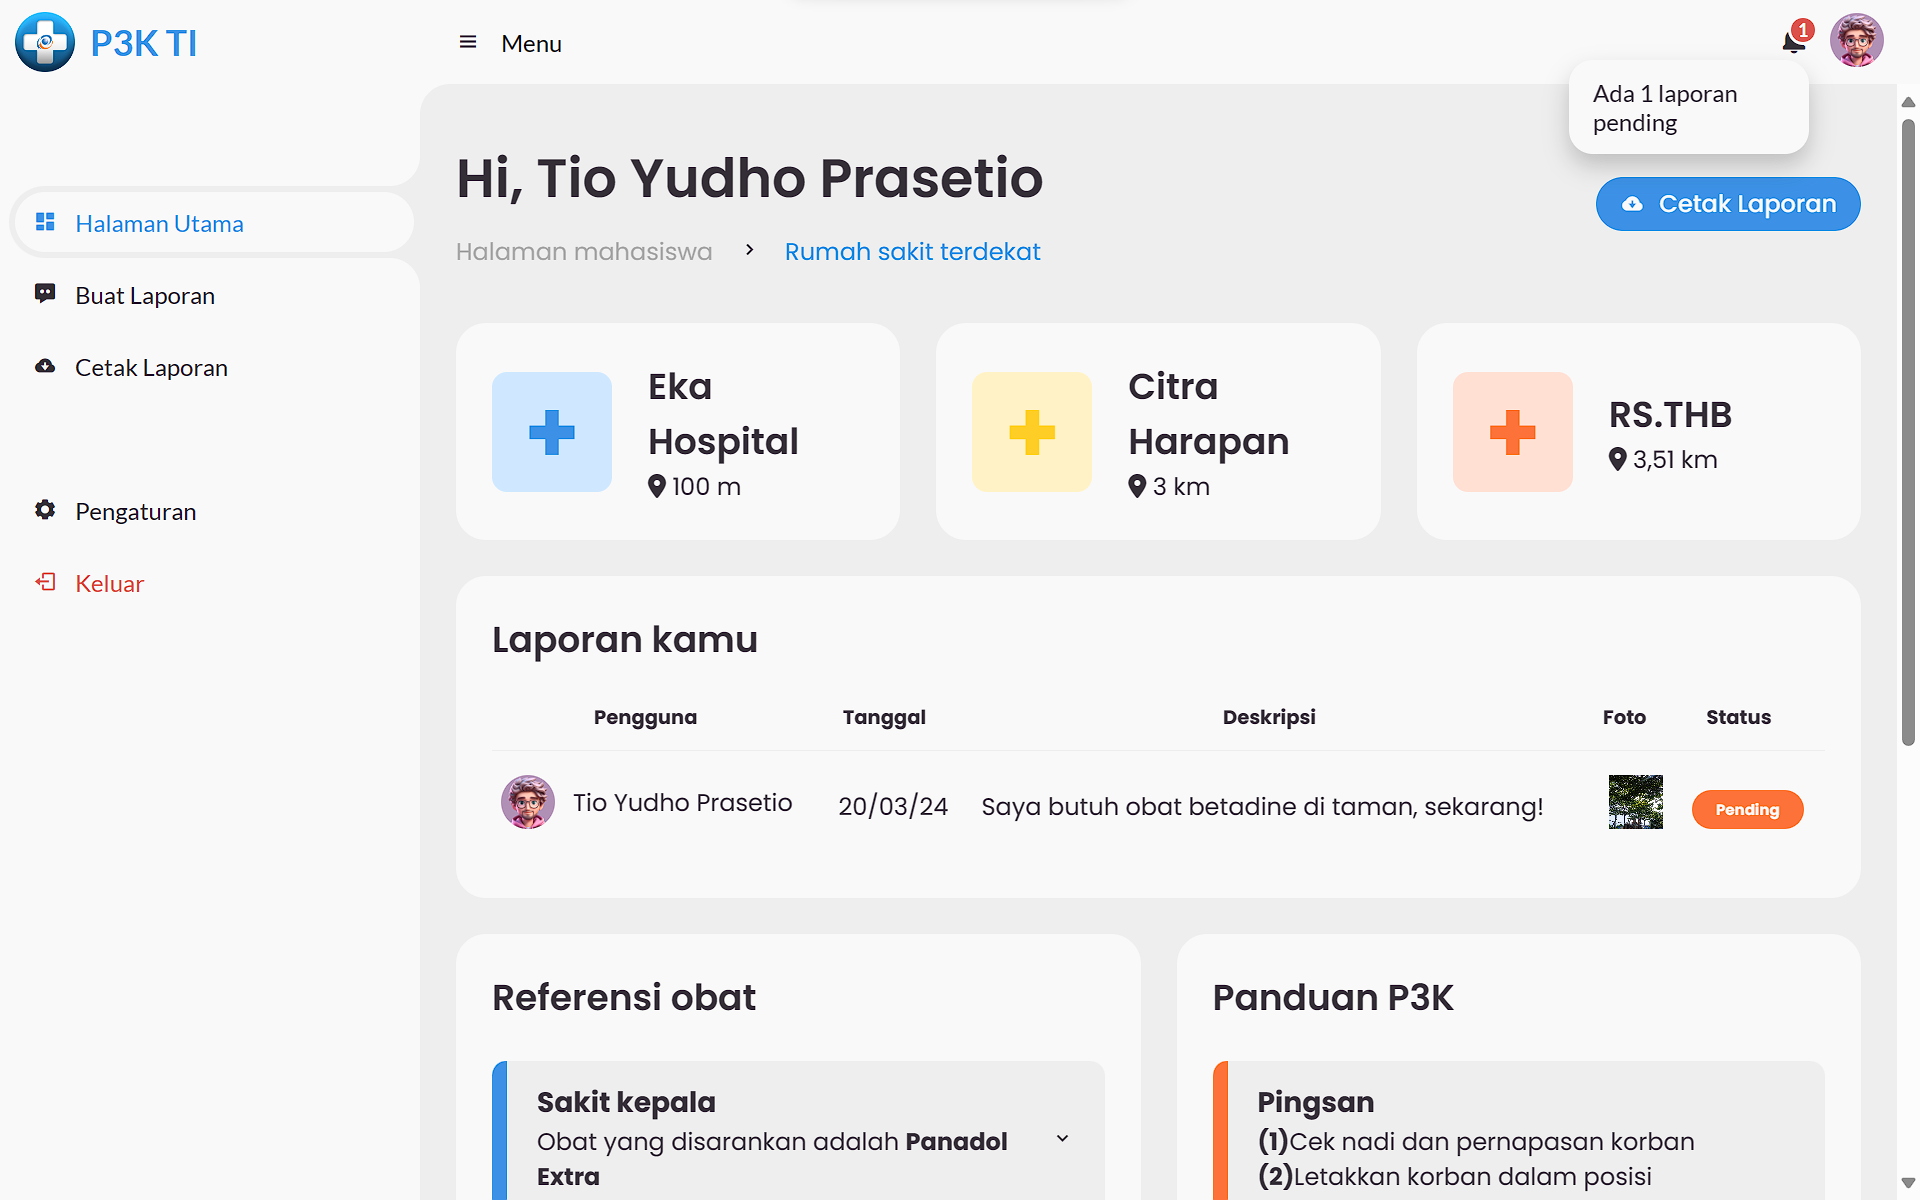 P3K TI
Menu
1
Ada 1 laporan
pending
Halaman Utama
Buat Laporan
Cetak Laporan
Pengaturan
Keluar
Hi, Tio Yudho Prasetio
Halaman mahasiswa
Rumah sakit terdekat
Cetak Laporan
Eka
Hospital
100 m
Citra
Harapan
3 km
RS.THB
3,51 km
Laporan kamu
Pengguna Tanggal Deskripsi Foto Status
Tio Yudho Prasetio 20/03/24 Saya butuh obat betadine di taman, sekarang! Pending
Referensi obat
Sakit kepala
Obat yang disarankan adalah Panadol
Extra
Panduan P3K
Pingsan
(1)Cek nadi dan pernapasan korban
(2)Letakkan korban dalam posisi